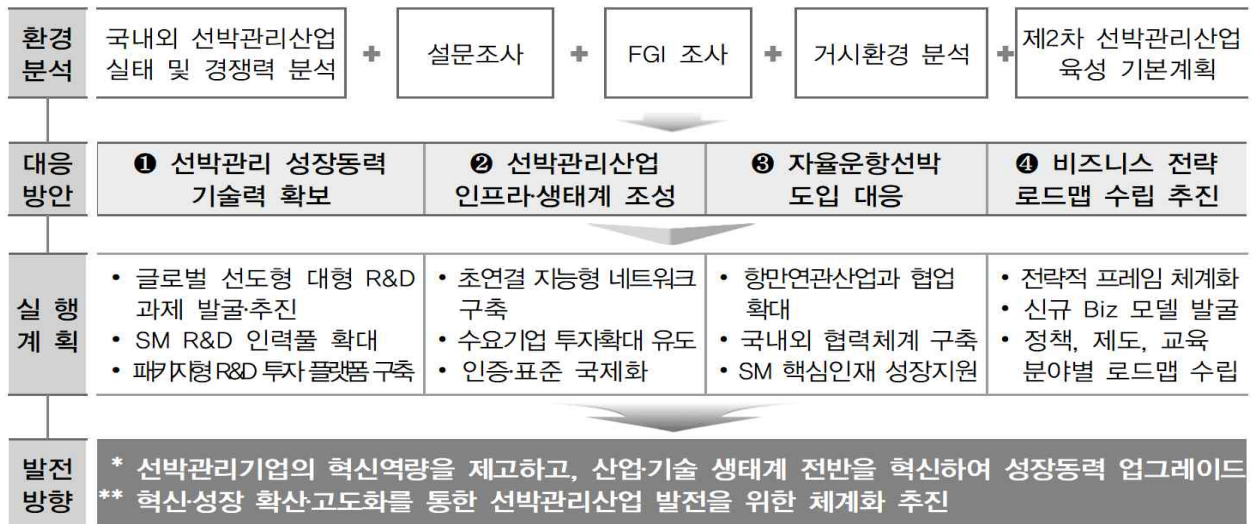 환경
분석
국내외 선박관리산업
실태 및 경쟁력 분석
+
설문조사
+
FGI 조사
+
거시환경 분석
+
제2차 선박관리산업
육성 기본계획
대응
방안
❶ 선박관리 성장동력
기술력 확보
❷ 선박관리산업
인프라·생태계 조성
❸ 자율운항선박
도입 대응
❹ 비즈니스 전략
로드맵 수립 추진
실 행
계 획
• 글로벌 선도형 대형 R&D
과제 발굴·추진
• SM R&D 인력풀 확대
• 패키지형 R&D 투자 플랫폼 구축
• 초연결 지능형 네트워크
구축
• 수요기업 투자확대 유도
• 인증·표준 국제화
• 항만연관산업과 협업
확대
• 국내외 협력체계 구축
• SM 핵심인재 성장지원
• 전략적 프레임 체계화
• 신규 Biz 모델 발굴
• 정책, 제도, 교육
분야별 로드맵 수립
발전
방향
* 선박관리기업의 혁신역량을 제고하고, 산업·기술 생태계 전반을 혁신하여 성장동력 업그레이드
** 혁신·성장 확산·고도화를 통한 선박관리산업 발전을 위한 체계화 추진